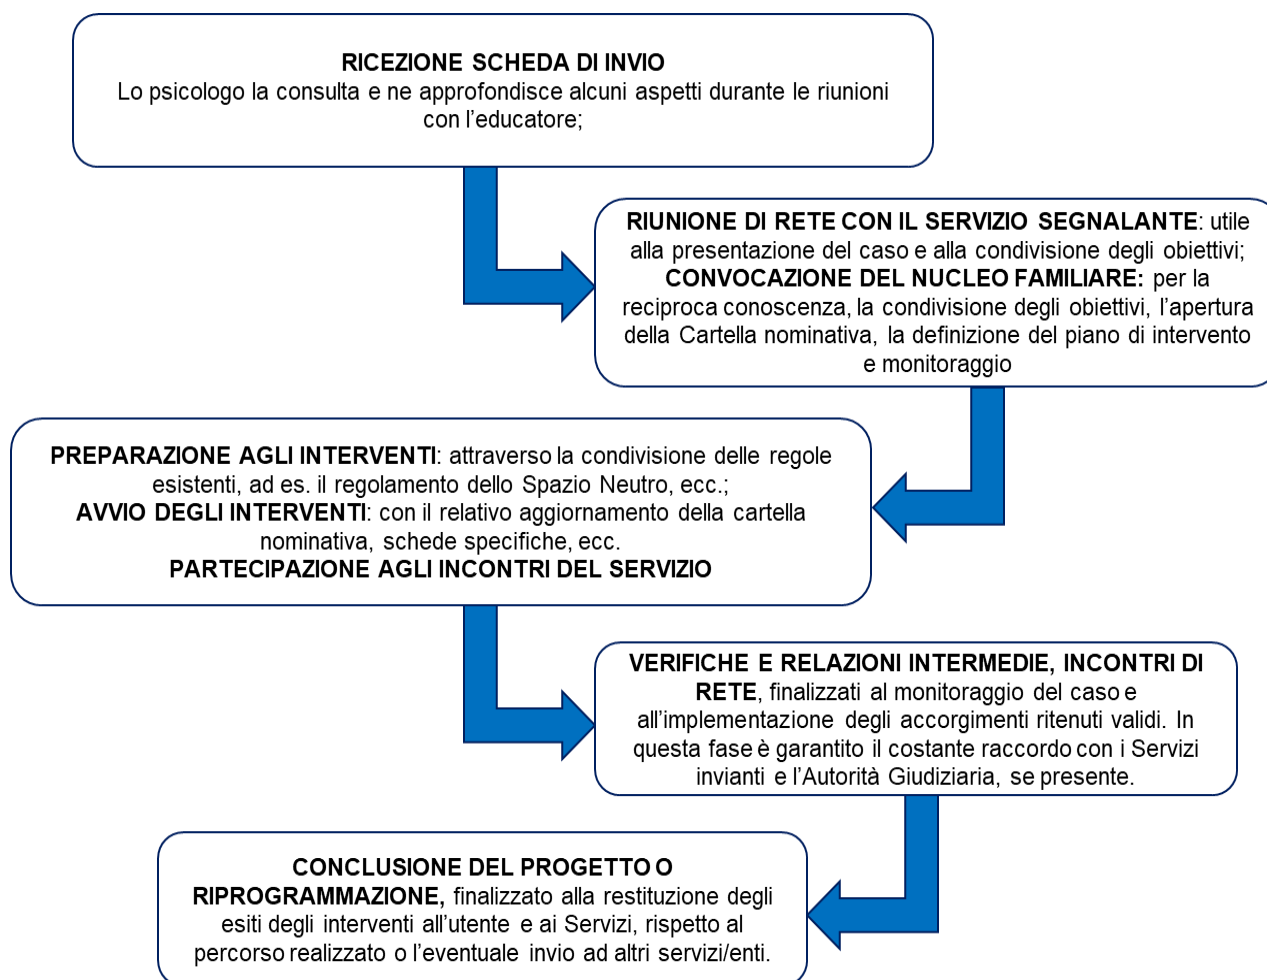 RICEZIONE SCHEDA DI INVIO
Lo psicologo la consulta e ne approfondisce alcuni aspetti durante le riunioni
con l’educatore;
RIUNIONE DI RETE CON IL SERVIZIO SEGNALANTE: utile
alla presentazione del caso e alla condivisione degli obiettivi;
CONVOCAZIONE DEL NUCLEO FAMILIARE: per la
reciproca conoscenza, la condivisione degli obiettivi, l’apertura
della Cartella nominativa, la definizione del piano di intervento
e monitoraggio
PREPARAZIONE AGLI INTERVENTI: attraverso la condivisione delle regole
esistenti, ad es. il regolamento dello Spazio Neutro, ecc.;
AVVIO DEGLI INTERVENTI: con il relativo aggiornamento della cartella
nominativa, schede specifiche, ecc.
PARTECIPAZIONE AGLI INCONTRI DEL SERVIZIO
VERIFICHE E RELAZIONI INTERMEDIE, INCONTRI DI
RETE, finalizzati al monitoraggio del caso e
all’implementazione degli accorgimenti ritenuti validi. In
questa fase è garantito il costante raccordo con i Servizi
invianti e l’Autorità Giudiziaria, se presente.
CONCLUSIONE DEL PROGETTO O
RIPROGRAMMAZIONE, finalizzato alla restituzione degli
esiti degli interventi all’utente e ai Servizi, rispetto al
percorso realizzato o l’eventuale invio ad altri servizi/enti.